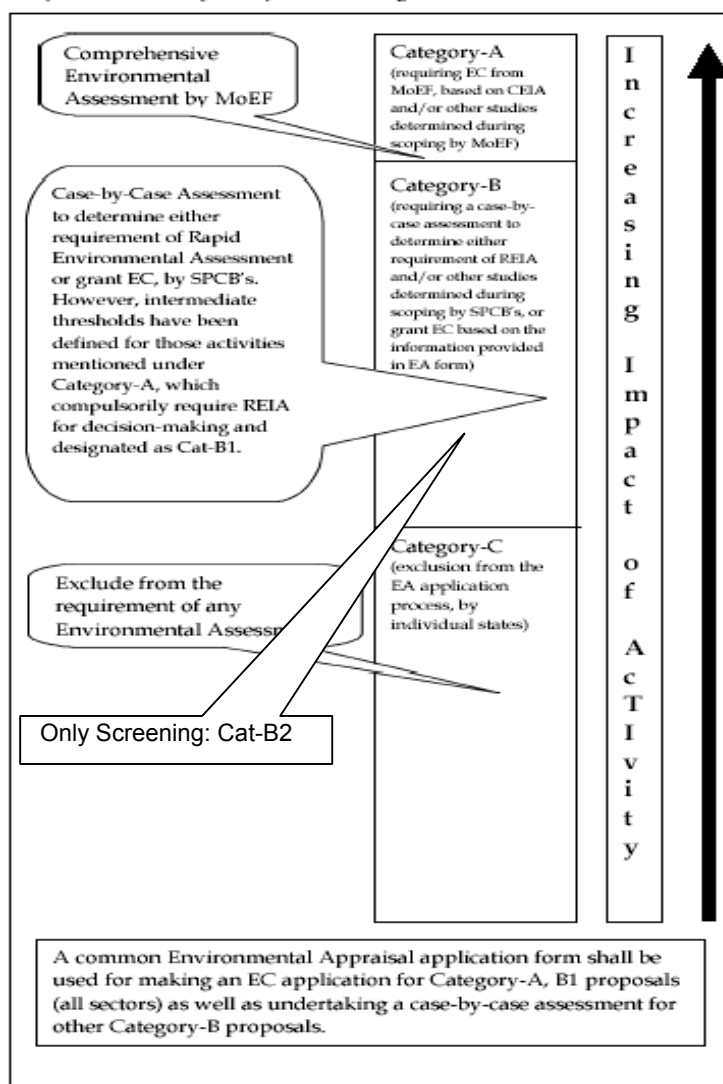 Comprehensive
Environmental
Assessment by MoEF
Category-A
(requiring EC from
MoEF, based on CEIA
and/or other studies
determined during
scoping by MoEF)
Case-by-Case Assessment
to determine either
requirement of Rapid
Environmental Assessment
or grant EC, by SPCB's.
However, intermediate
thresholds have been
defined for those activities
mentioned under
Category-A, which
compulsorily require REIA
for decision-making and
designated as Cat-B1.
Category-B
(requiring a case-by-
case assessment to
determine either
requirement of REIA
and/or other studies
determined during
scoping by SPCB's, or
grant EC based on the
information provided
in EA form)
Exclude from the
requirement of any
Environmental Assessm
Category-C
(exclusion from the
EA application
process, by
individual states)
Only Screening: Cat-B2
Increasing Impact of AcTIvity
A common Environmental Appraisal application form shall be
used for making an EC application for Category-A, B1 proposals
(all sectors) as well as undertaking a case-by-case assessment for
other Category-B proposals.